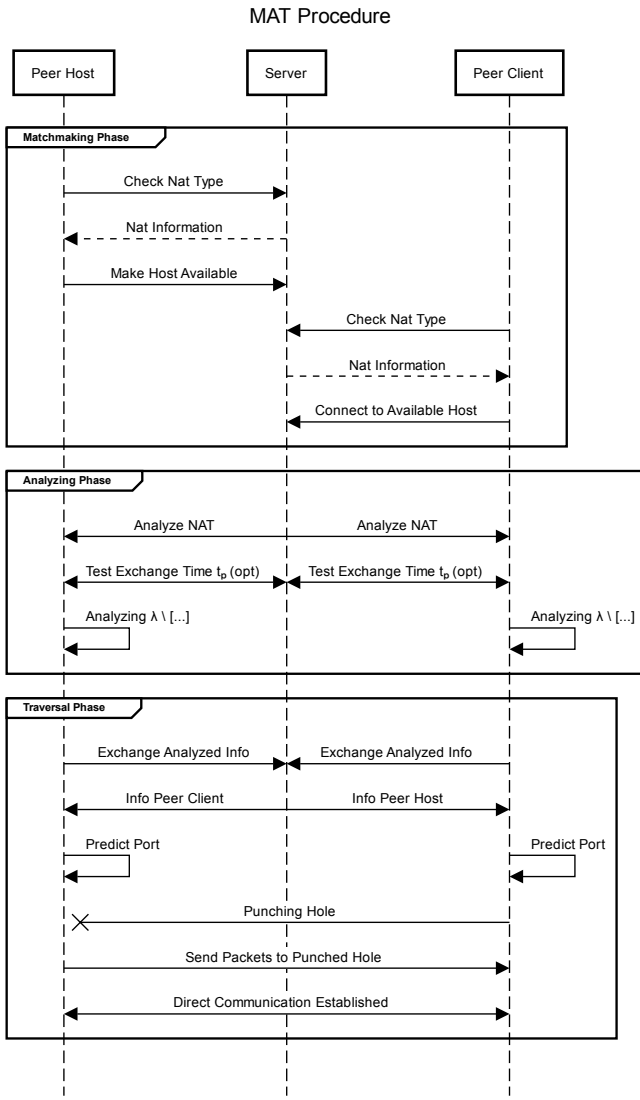 MAT Procedure
Peer Host
Server
Peer Client
Matchmaking Phase
Check Nat Type
Nat Information
Make Host Available
Check Nat Type
Nat Information
Connect to Available Host
Analyzing Phase
Analyze NAT
Analyze NAT
Test Exchange Time tₚ (opt)
Test Exchange Time tₚ (opt)
Analyzing λ \ [...]
Analyzing λ \ [...]
Traversal Phase
Exchange Analyzed Info
Exchange Analyzed Info
Info Peer Client
Info Peer Host
Predict Port
Predict Port
Punching Hole
Send Packets to Punched Hole
Direct Communication Established